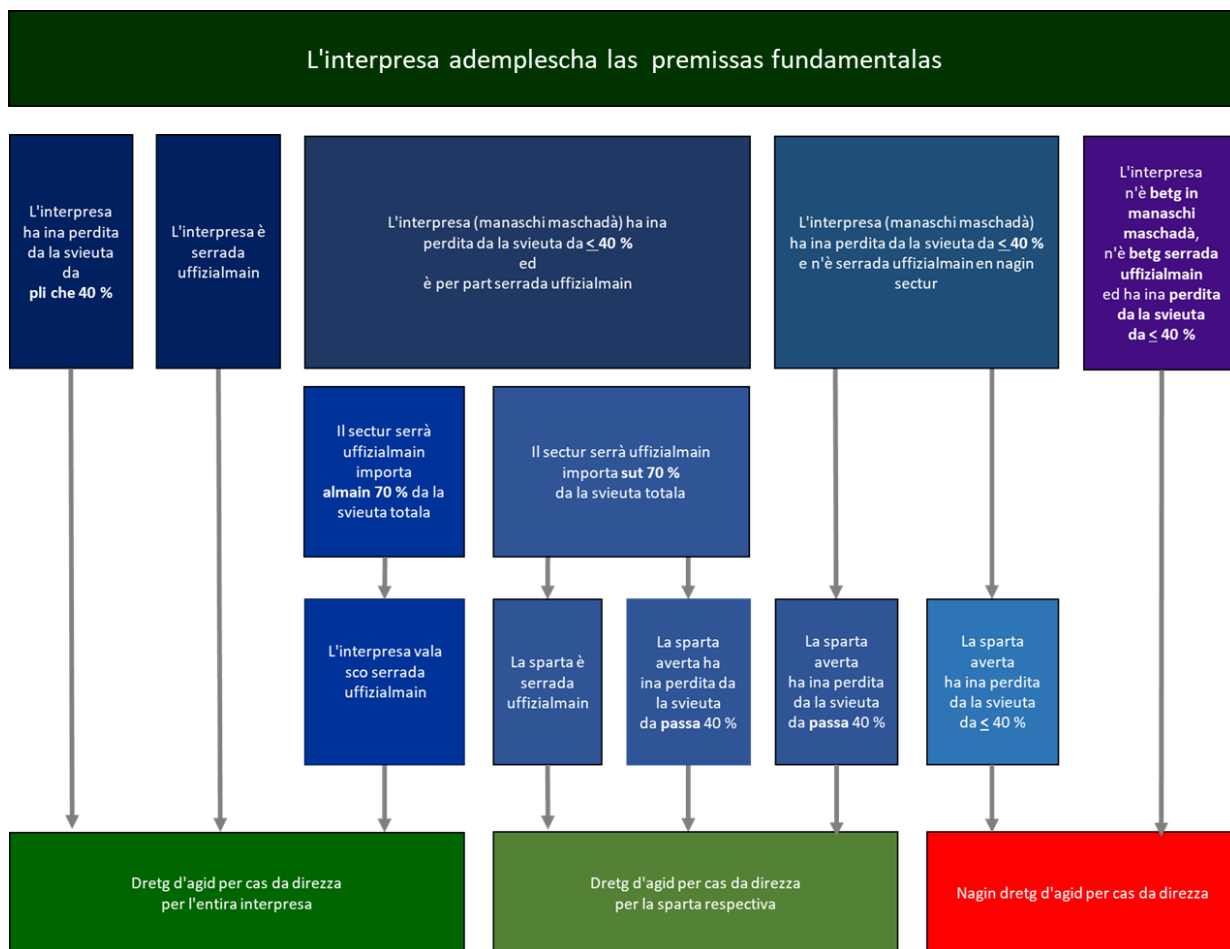 L'interpresa ademplescha las  premissas fundamentalas
L'interpresa
ha ina perdita
da la svieuta
da
pli che 40 %
L'interpresa è
serrada
uffizialmain
L'interpresa (manaschi maschadà) ha ina
perdita da la svieuta da ≤ 40 %
ed
è per part serrada uffizialmain
L'interpresa (manaschi maschadà)
ha ina perdita da la svieuta da ≤ 40 %
e n'è serrada uffizialmain en nagin
sectur
L'interpresa
n'è betg in
manaschi
maschadà,
n'è betg serrada
uffizialmain
ed ha ina perdita
da la svieuta
da ≤ 40 %
Il sectur serrà
uffizialmain
importa
almain 70 % da la
svieuta totala
Il sectur serrà uffizialmain
importa sut 70 %
da la svieuta totala
L'interpresa vala
sco serrada
uffizialmain
La sparta è
serrada
uffizialmain
La sparta
averta ha
ina perdita da
la svieuta
da passa 40 %
La sparta
averta
ha ina perdita
da la svieuta
da passa 40 %
La sparta
averta
ha ina perdita
da la svieuta
da ≤ 40 %
Dretg d'agid per cas da direzza
per l'entira interpresa
Dretg d'agid per cas da direzza
per la sparta respectiva
Nagin dretg d'agid per cas da direzza